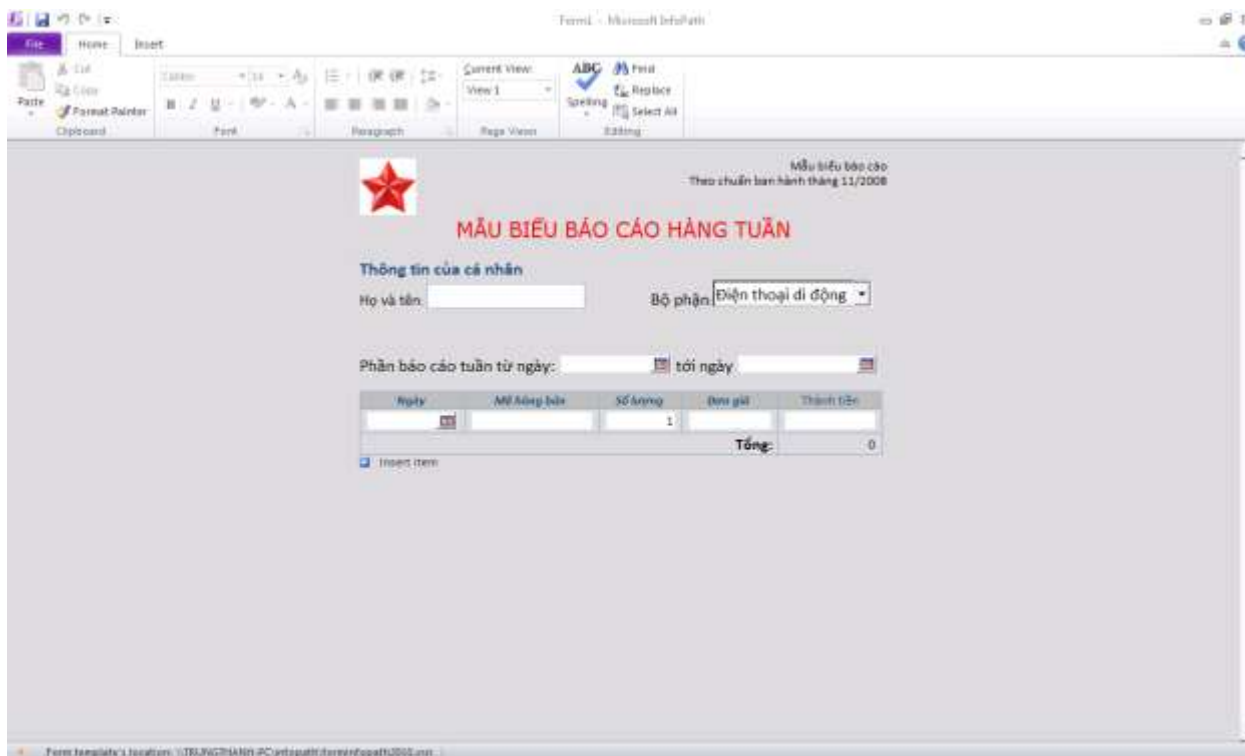 Form1 - Microsoft InfoPath
File Home Insert
Cut
Copy
Paste
Format Painter
Clipboard
Font
Paragraph
Current View:
View 1
Page Views
ABC
Spelling
Find
Replace
Select All
Editing
Mẫu biểu báo cáo
Theo chuẩn ban hành tháng 11/2008
MẪU BIỂU BÁO CÁO HÀNG TUẦN
Thông tin của cá nhân
Họ và tên: Bộ phận: Điện thoại di động
Phần báo cáo tuần từ ngày: tới ngày
Ngày Mã hàng bán Số lượng Đơn giá Thành tiền
1
Tổng: 0
Insert item
Form template's location: